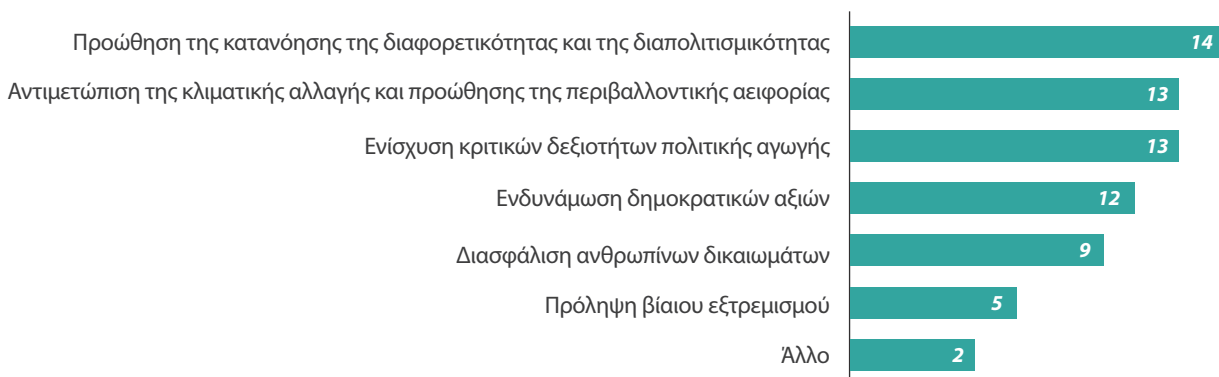 Προώθηση της κατανόησης της διαφορετικότητας και της διαπολιτισμικότητας 14
Αντιμετώπιση της κλιματικής αλλαγής και προώθησης της περιβαλλοντικής αειφορίας 13
Ενίσχυση κριτικών δεξιοτήτων πολιτικής αγωγής 13
Ενδυνάμωση δημοκρατικών αξιών 12
Διασφάλιση ανθρωπίνων δικαιωμάτων 9
Πρόληψη βίαιου εξτρεμισμού 5
Άλλο 2